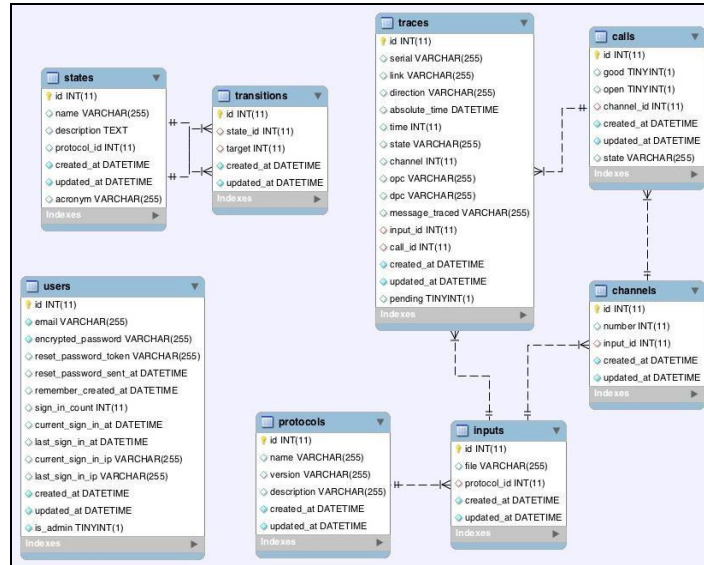 states
id INT(11)
name VARCHAR(255)
description TEXT
protocol_id INT(11)
created_at DATETIME
updated_at DATETIME
acronym VARCHAR(255)
Indexes
transitions
id INT(11)
state_id INT(11)
target INT(11)
created_at DATETIME
updated_at DATETIME
Indexes
traces
id INT(11)
serial VARCHAR(255)
link VARCHAR(255)
direction VARCHAR(255)
absolute_time DATETIME
time INT(11)
state VARCHAR(255)
channel INT(11)
opc VARCHAR(255)
dpc VARCHAR(255)
message_traced VARCHAR(255)
input_id INT(11)
call_id INT(11)
created_at DATETIME
updated_at DATETIME
pending TINYINT(1)
Indexes
calls
id INT(11)
good TINYINT(1)
open TINYINT(1)
channel_id INT(11)
created_at DATETIME
updated_at DATETIME
state VARCHAR(255)
Indexes
users
id INT(11)
email VARCHAR(255)
encrypted_password VARCHAR(255)
reset_password_token VARCHAR(255)
reset_password_sent_at DATETIME
remember_created_at DATETIME
sign_in_count INT(11)
current_sign_in_at DATETIME
last_sign_in_at DATETIME
current_sign_in_ip VARCHAR(255)
last_sign_in_ip VARCHAR(255)
created_at DATETIME
updated_at DATETIME
is_admin TINYINT(1)
Indexes
protocols
id INT(11)
name VARCHAR(255)
version VARCHAR(255)
description VARCHAR(255)
created_at DATETIME
updated_at DATETIME
Indexes
inputs
id INT(11)
file VARCHAR(255)
protocol_id INT(11)
created_at DATETIME
updated_at DATETIME
Indexes
channels
id INT(11)
number INT(11)
input_id INT(11)
created_at DATETIME
updated_at DATETIME
Indexes